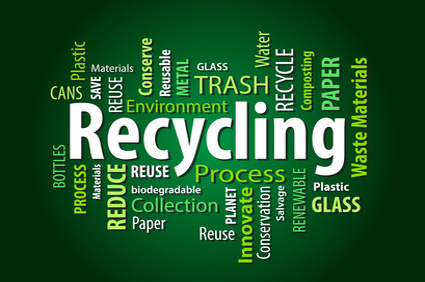 Plastic
CANS
SAVE
Materials
REUSE
Conserve
Reusable
METAL
GLASS
TRASH
Water
RECYCLE
Composting
PAPER
Waste Materials
Environment
Recycling
BOTTLES
PROCESS
Materials
REDUCE
REUSE
Process
biodegradable
Collection
Paper
Reuse
PLANET
Innovate
Conservation
Salvage
RENEWABLE
Plastic
GLASS